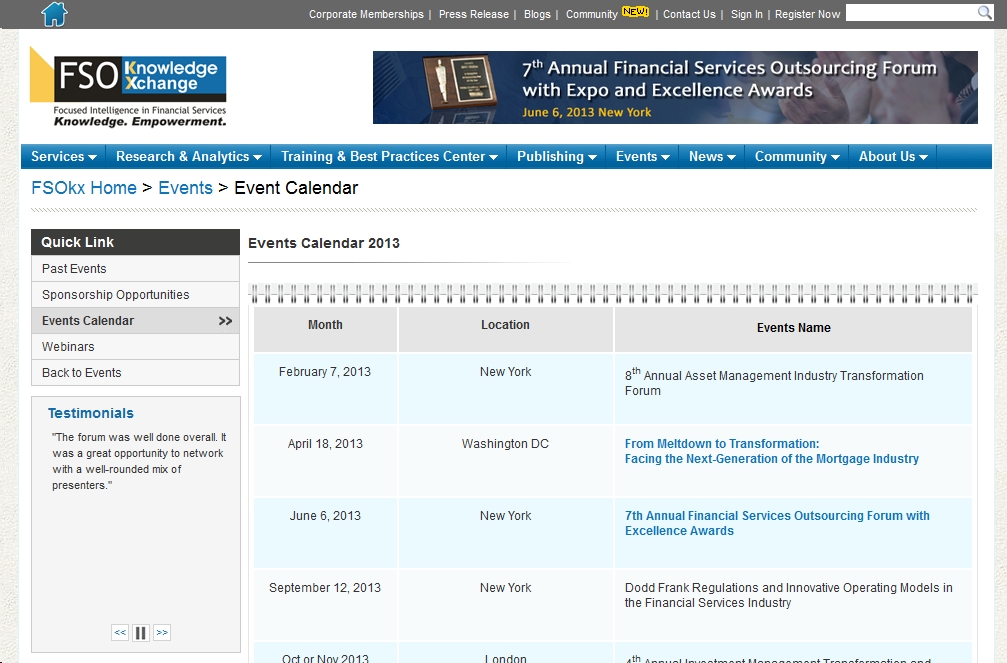 Corporate Memberships | Press Release | Blogs | Community NEW! | Contact Us | Sign In | Register Now
FSO Knowledge Xchange
Focused Intelligence in Financial Services
Knowledge. Empowerment.
7th Annual Financial Services Outsourcing Forum
with Expo and Excellence Awards
June 6, 2013 New York
Services Research & Analytics Training & Best Practices Center Publishing Events News Community About Us
FSOkx Home > Events > Event Calendar
Quick Link
Past Events
Sponsorship Opportunities
Events Calendar >>
Webinars
Back to Events
Testimonials
"The forum was well done overall. It
was a great opportunity to network
with a well-rounded mix of
presenters."
<< >>
Events Calendar 2013
Month Location Events Name
February 7, 2013 New York 8th Annual Asset Management Industry Transformation
Forum
April 18, 2013 Washington DC From Meltdown to Transformation:
Facing the Next-Generation of the Mortgage Industry
June 6, 2013 New York 7th Annual Financial Services Outsourcing Forum with
Excellence Awards
September 12, 2013 New York Dodd Frank Regulations and Innovative Operating Models in
the Financial Services Industry
Oct or Nov 2013 London 4th Annual Investment Management Transformation and